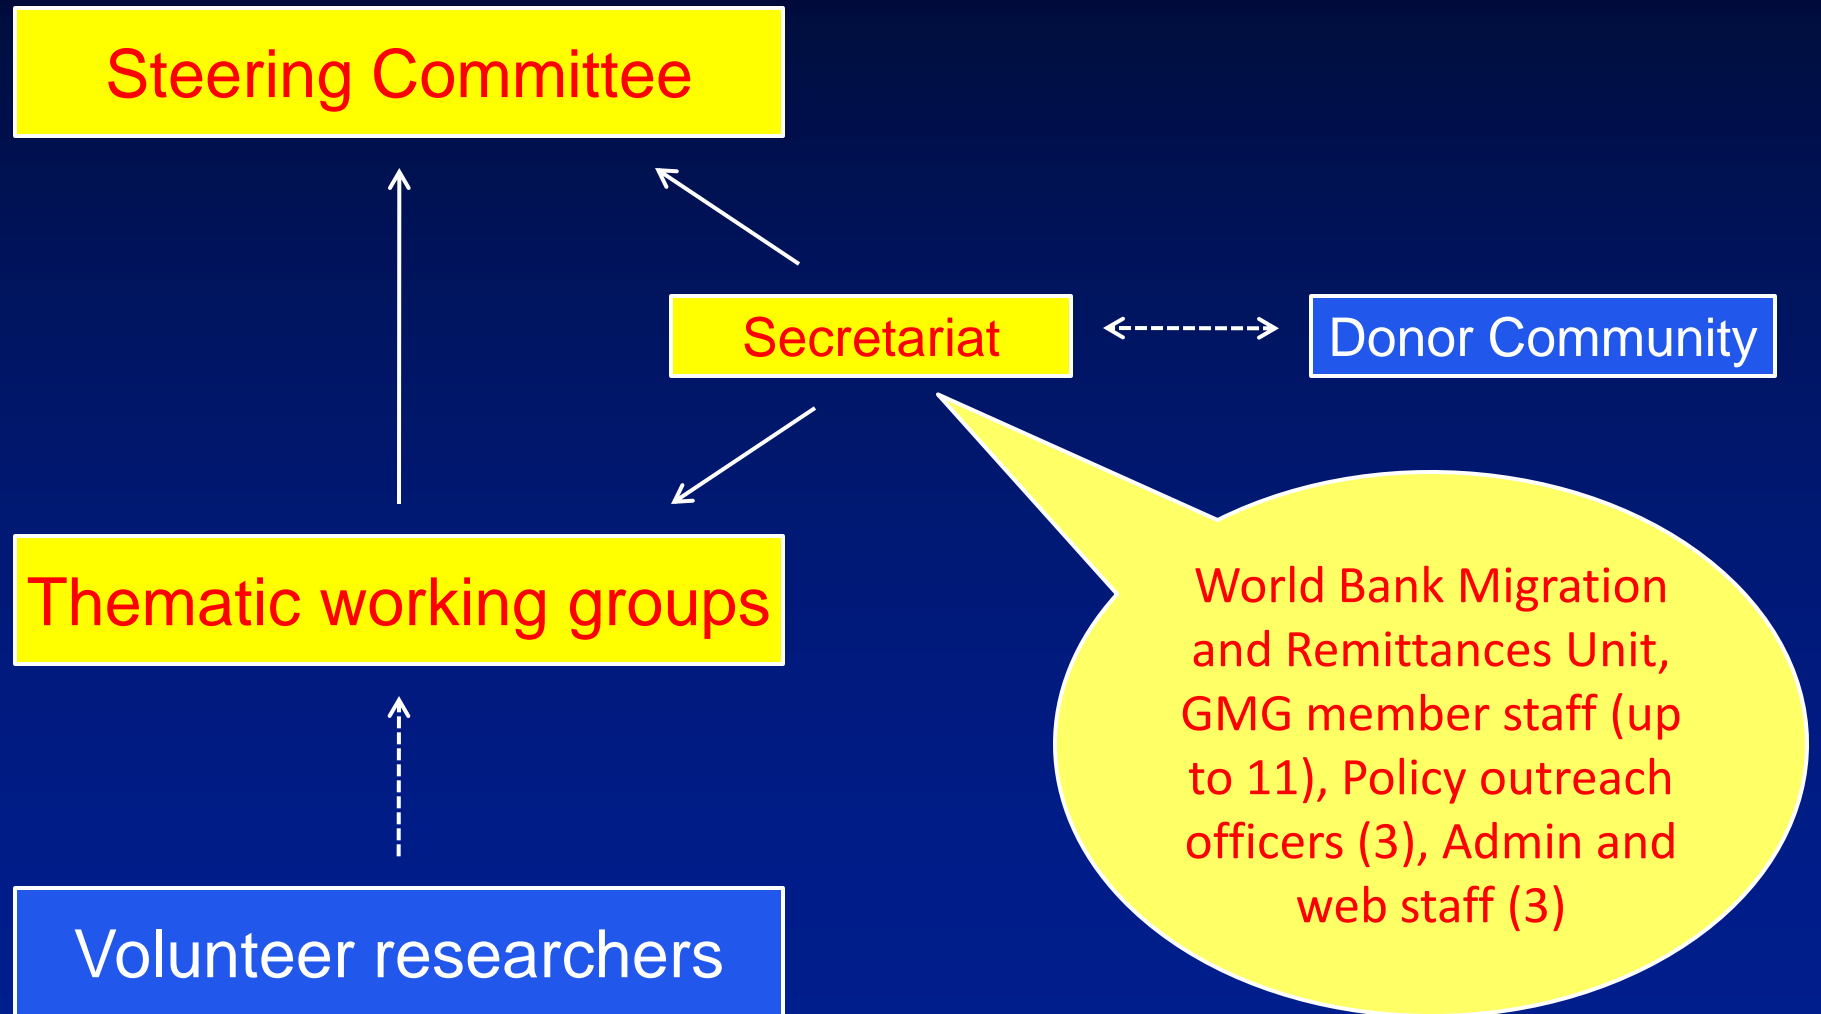 Steering Committee
Secretariat
Donor Community
Thematic working groups
World Bank Migration
and Remittances Unit,
GMG member staff (up
to 11), Policy outreach
officers (3), Admin and
web staff (3)
Volunteer researchers